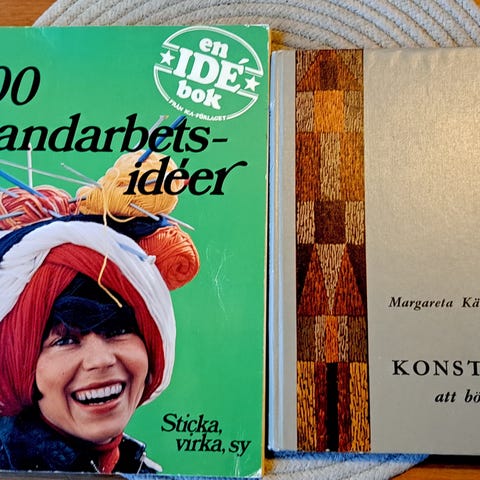 00
andarbets-
idéer
en
IDÉ
bok
FRÅN ICA-FÖRLAGET
Sticka,
virka, sy
Margareta Kä
KONST
att bö